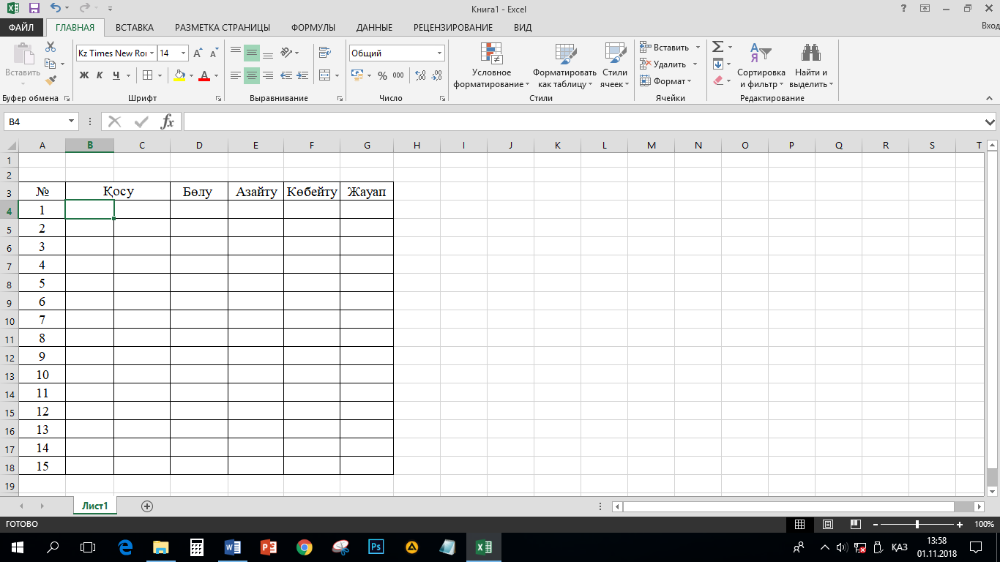 Книга1 - Excel
?
ФАЙЛ ГЛАВНАЯ ВСТАВКА РАЗМЕТКА СТРАНИЦЫ ФОРМУЛЫ ДАННЫЕ РЕЦЕНЗИРОВАНИЕ ВИД Вход
Вставить
Kz Times New Ro 14 A A
Ж К Ч А
Общий
% 000
Условное форматирование
Форматировать как таблицу
Стили ячеек
Вставить
Удалить
Формат
Σ
Сортировка и фильтр
Найти и выделить
Буфер обмена Шрифт Выравнивание Число Стили Ячейки Редактирование
B4 fx
A B C D E F G H I J K L M N O P Q R S T
1
2
3 № Қосу Бөлу Азайту Көбейту Жауап
4 1
5 2
6 3
7 4
8 5
9 6
10 7
11 8
12 9
13 10
14 11
15 12
16 13
17 14
18 15
19
Лист1
ГОТОВО 100%
ҚАЗ 13:58
01.11.2018